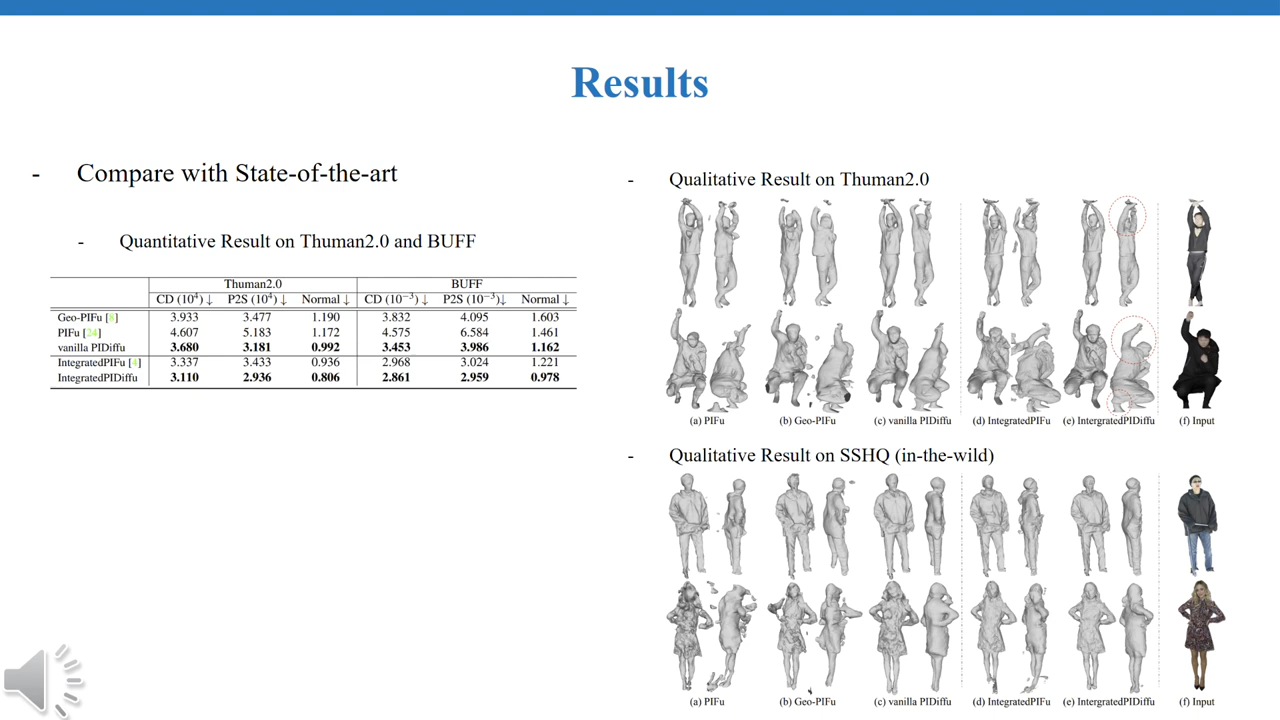 Results
- Compare with State-of-the-art
- Quantitative Result on Thuman2.0 and BUFF
Thuman2.0 BUFF
CD (10⁴) ↓ P2S (10⁴) ↓ Normal ↓ CD (10⁻³) ↓ P2S (10⁻³)↓ Normal ↓
Geo-PIFu [8] 3.933 3.477 1.190 3.832 4.095 1.603
PIFu [24] 4.607 5.183 1.172 4.575 6.584 1.461
vanilla PIDiffu 3.680 3.181 0.992 3.453 3.986 1.162
IntegratedPIFu [4] 3.337 3.433 0.936 2.968 3.024 1.221
IntegratedPIDiffu 3.110 2.936 0.806 2.861 2.959 0.978
- Qualitative Result on Thuman2.0
(a) PIFu (b) Geo-PIFu (c) vanilla PIDiffu (d) IntegratedPIFu (e) IntergratedPIDiffu (f) Input
- Qualitative Result on SSHQ (in-the-wild)
(a) PIFu (b) Geo-PIFu (c) vanilla PIDiffu (d) IntegratedPIFu (e) IntergratedPIDiffu (f) Input